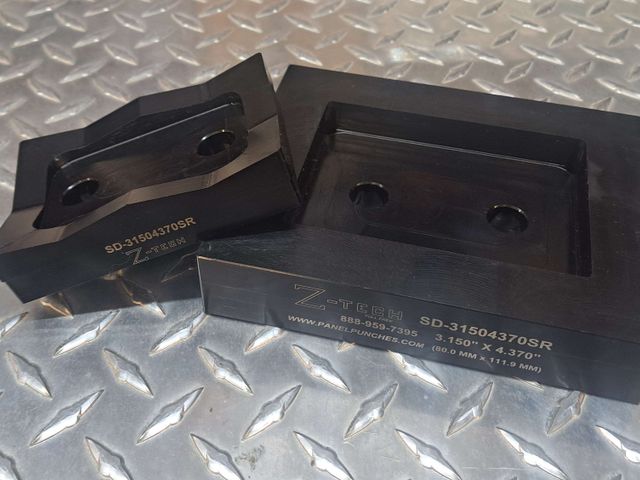 SD-31504370SR
Z-TECH
Z-TECH SD-31504370SR
888-959-7395 3.150" X 4.370"
WWW.PANELPUNCHES.COM (80.0 MM x 111.9 MM)